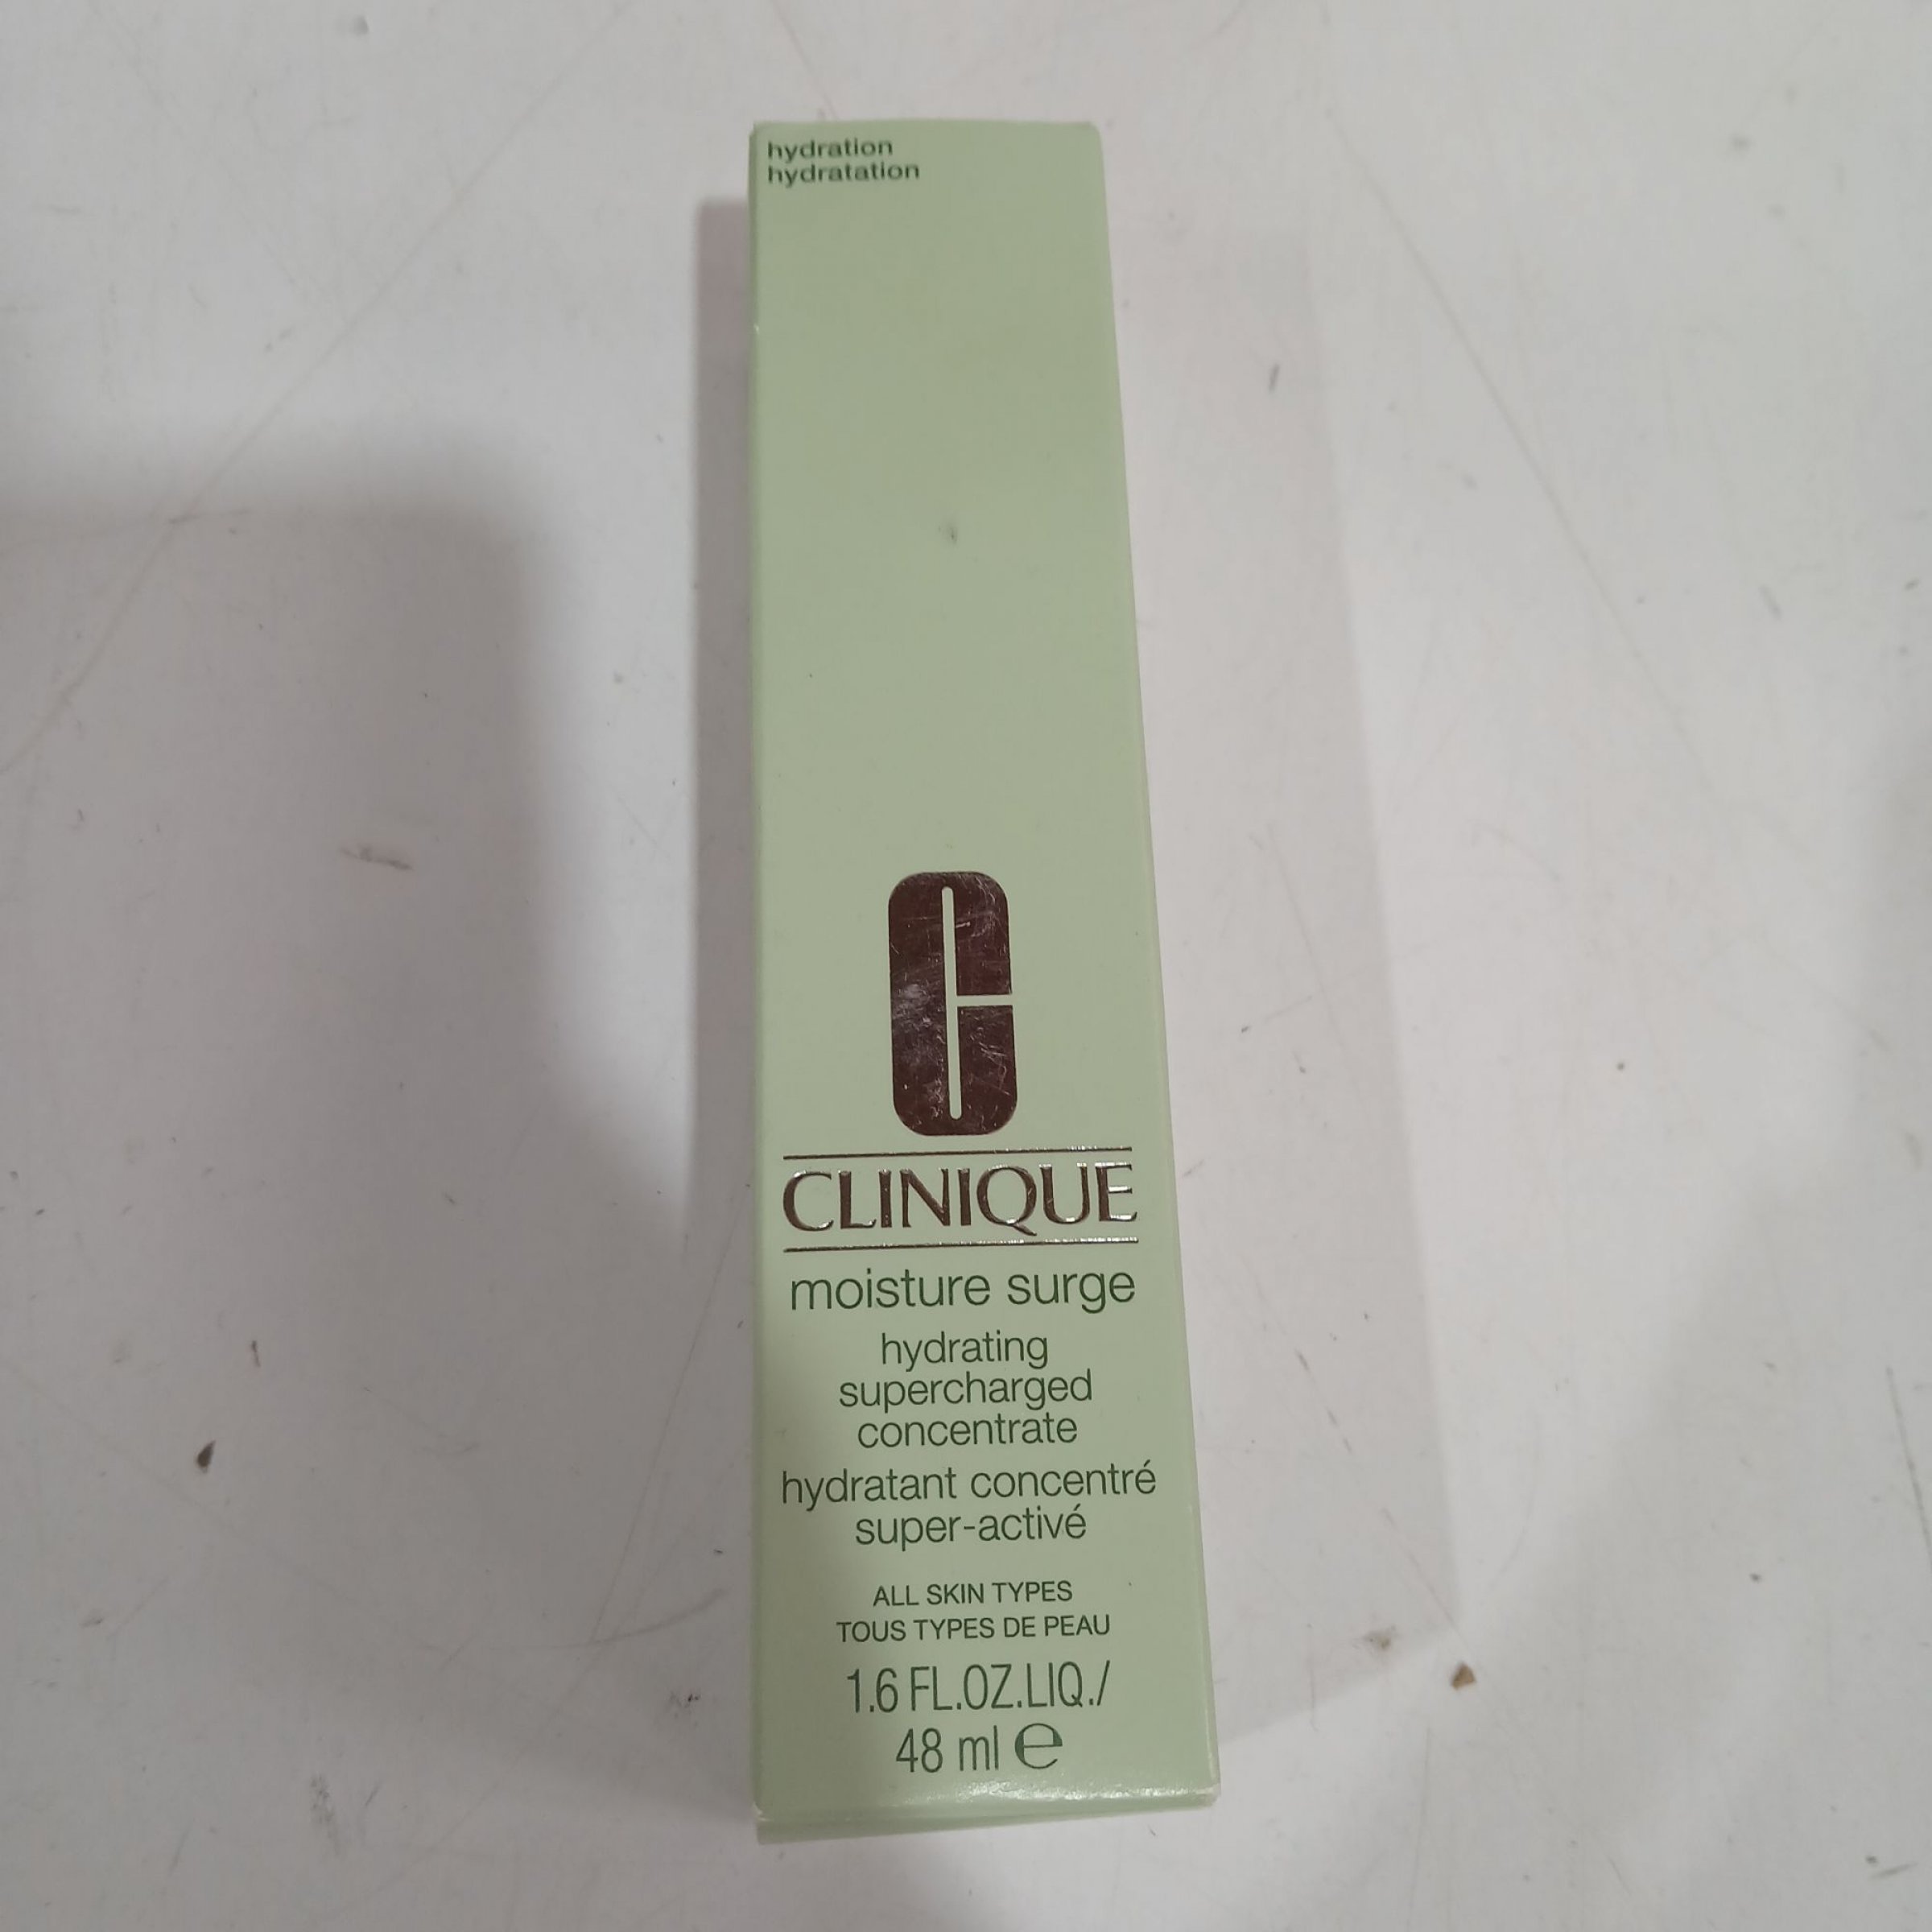 hydration
hydratation
C
CLINIQUE
moisture surge
hydrating
supercharged
concentrate
hydratant concentré
super-activé
ALL SKIN TYPES
TOUS TYPES DE PEAU
1.6 FL.OZ.LIQ./
48 ml ℮